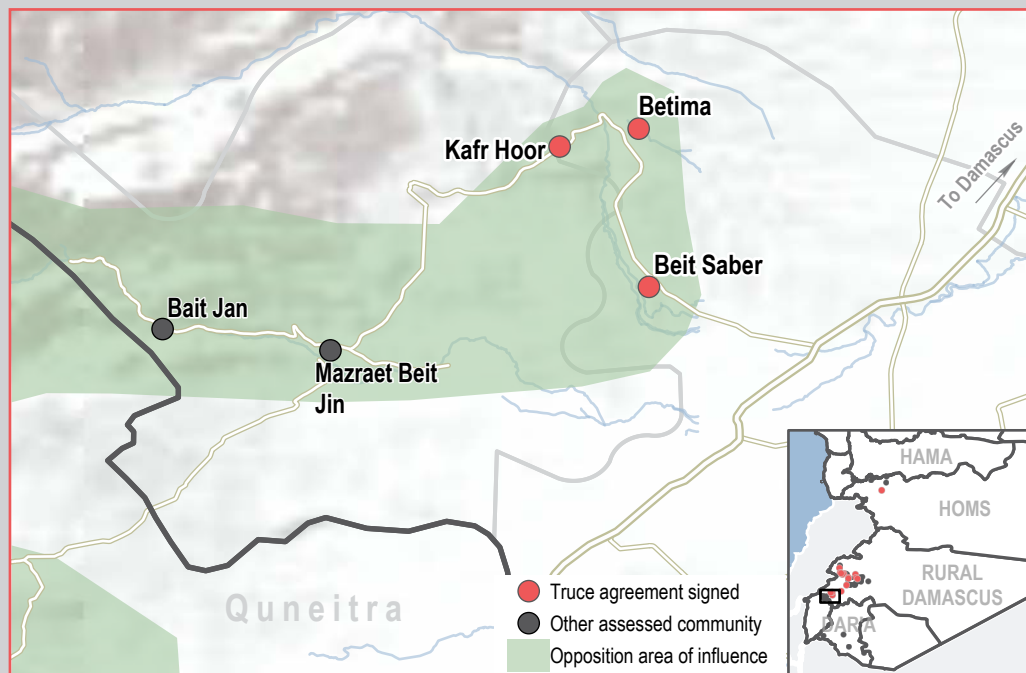 Betima
Kafr Hoor
To Damascus
Beit Saber
Bait Jan
Mazraet Beit
Jin
Quneitra
Truce agreement signed
Other assessed community
Opposition area of influence
HAMA
HOMS
RURAL
DAMASCUS
DAR'A